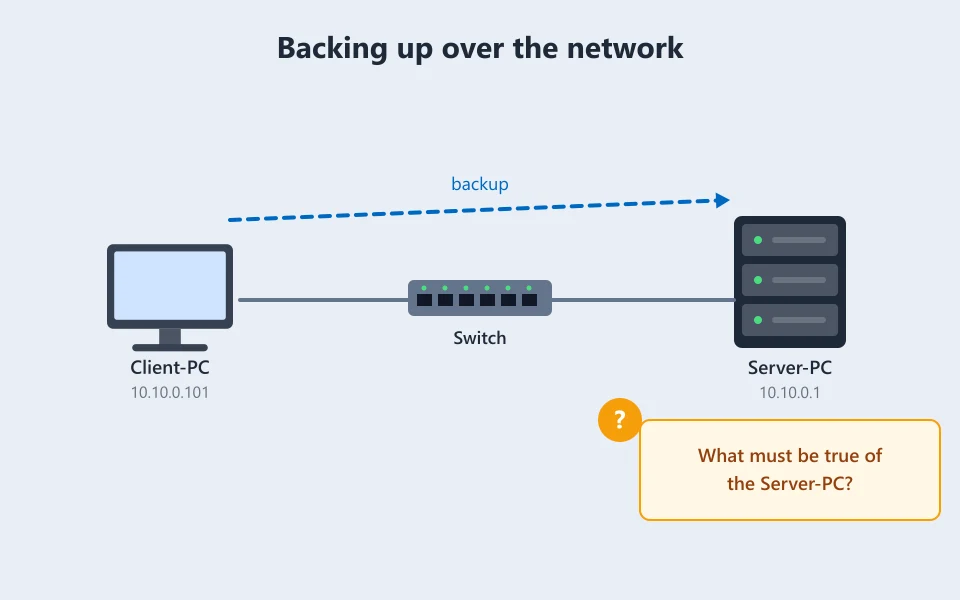 Backing up over the network
backup
Switch
Client-PC
10.10.0.101
Server-PC
10.10.0.1
?
What must be true of
the Server-PC?